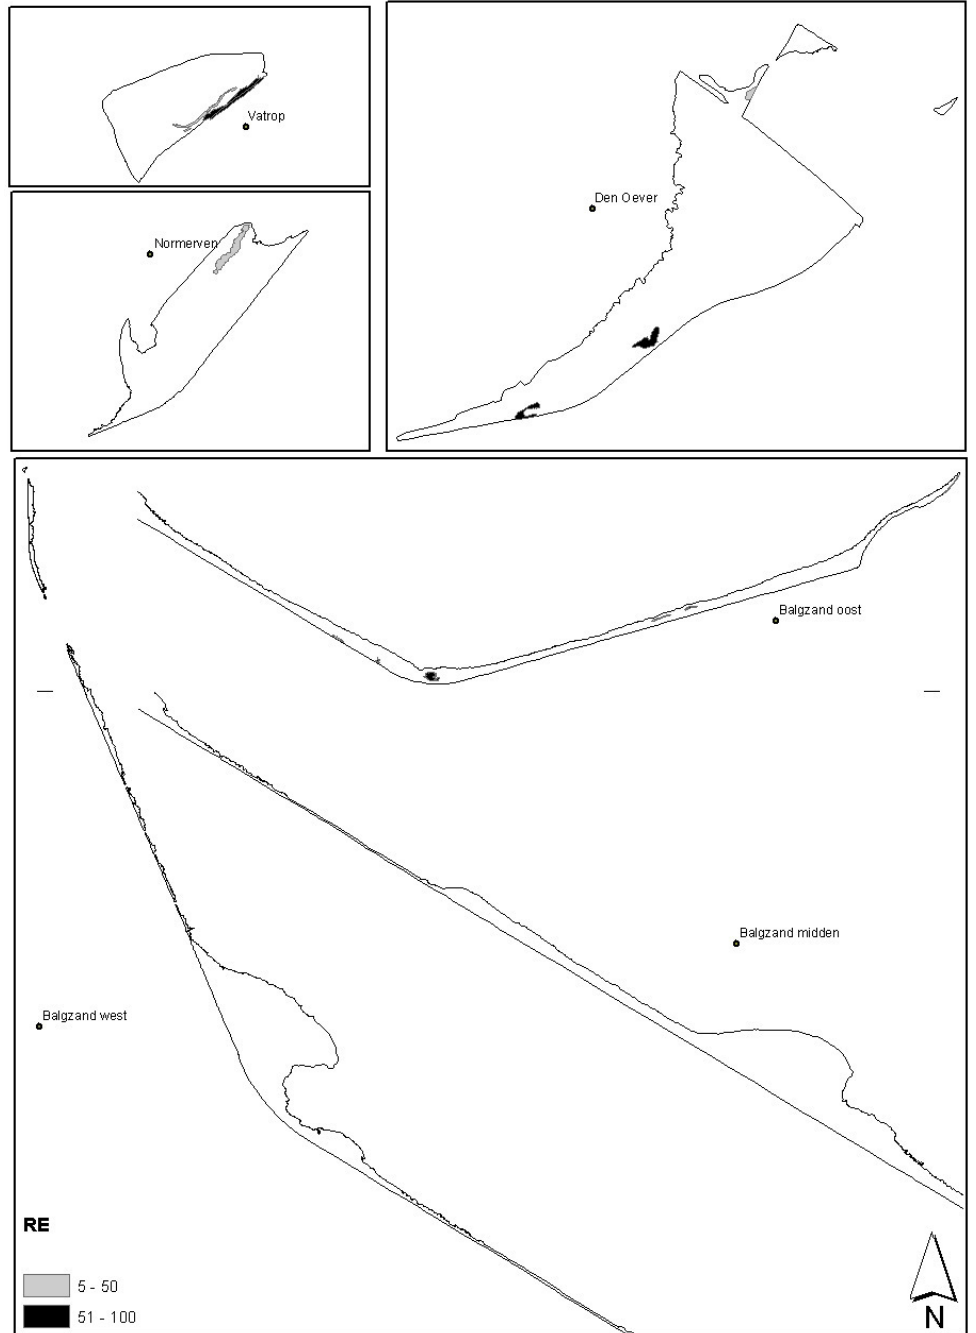 Vatrop
Den Oever
Normerven
Balgzand oost
Balgzand midden
Balgzand west
RE
5 - 50
51 - 100
N